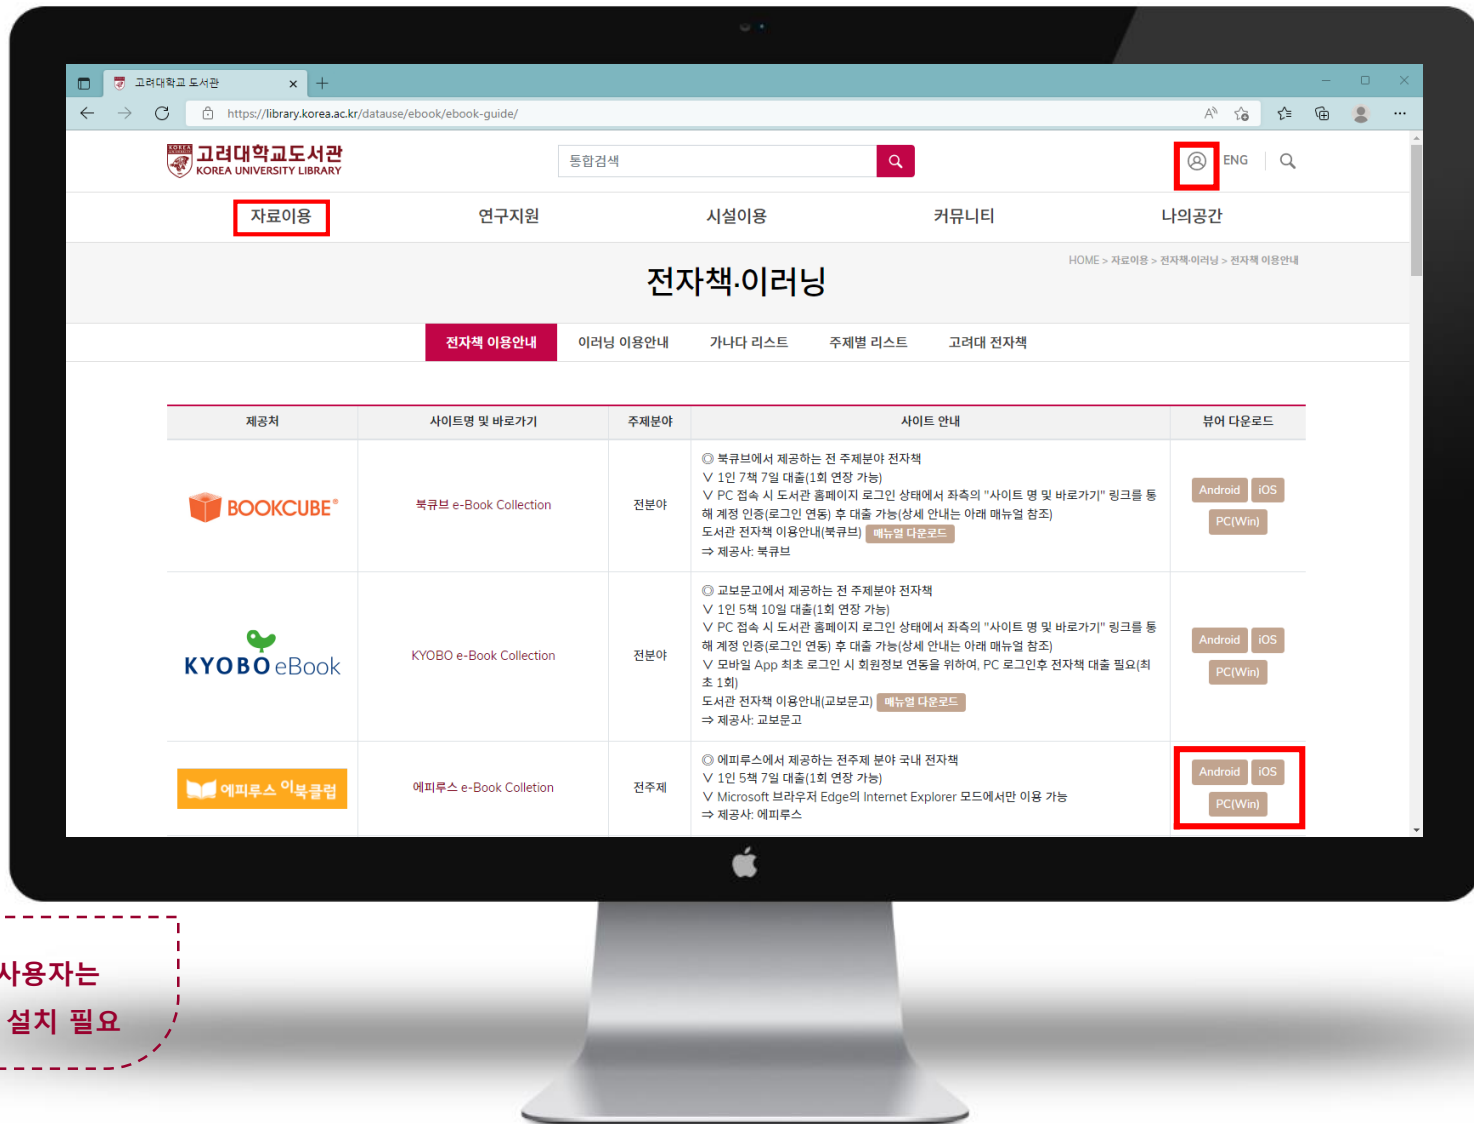 고려대학교 도서관
https://library.korea.ac.kr/datause/ebook/ebook-guide/
고려대학교도서관
KOREA UNIVERSITY LIBRARY
통합검색
ENG
자료이용 연구지원 시설이용 커뮤니티 나의공간
전자책·이러닝
HOME > 자료이용 > 전자책·이러닝 > 전자책 이용안내
전자책 이용안내 이러닝 이용안내 가나다 리스트 주제별 리스트 고려대 전자책
제공처 사이트명 및 바로가기 주제분야 사이트 안내 뷰어 다운로드
BOOKCUBE®
북큐브 e-Book Collection
전분야
◎ 북큐브에서 제공하는 전 주제분야 전자책
V 1인 7책 7일 대출(1회 연장 가능)
V PC 접속 시 도서관 홈페이지 로그인 상태에서 좌측의 "사이트 명 및 바로가기" 링크를 통
해 계정 인증(로그인 연동) 후 대출 가능(상세 안내는 아래 매뉴얼 참조)
도서관 전자책 이용안내(북큐브) 매뉴얼 다운로드
⇒ 제공사: 북큐브
Android iOS
PC(Win)
KYOBO eBook
KYOBO e-Book Collection
전분야
◎ 교보문고에서 제공하는 전 주제분야 전자책
V 1인 5책 10일 대출(1회 연장 가능)
V PC 접속 시 도서관 홈페이지 로그인 상태에서 좌측의 "사이트 명 및 바로가기" 링크를 통
해 계정 인증(로그인 연동) 후 대출 가능(상세 안내는 아래 매뉴얼 참조)
V 모바일 App 최초 로그인 시 회원정보 연동을 위하여, PC 로그인후 전자책 대출 필요(최
초 1회)
도서관 전자책 이용안내(교보문고) 매뉴얼 다운로드
⇒ 제공사: 교보문고
Android iOS
PC(Win)
에피루스 이북클럽
에피루스 e-Book Colletion
전주제
◎ 에피루스에서 제공하는 전주제 분야 국내 전자책
V 1인 5책 7일 대출(1회 연장 가능)
V Microsoft 브라우저 Edge의 Internet Explorer 모드에서만 이용 가능
⇒ 제공사: 에피루스
Android iOS
PC(Win)
사용자는
설치 필요